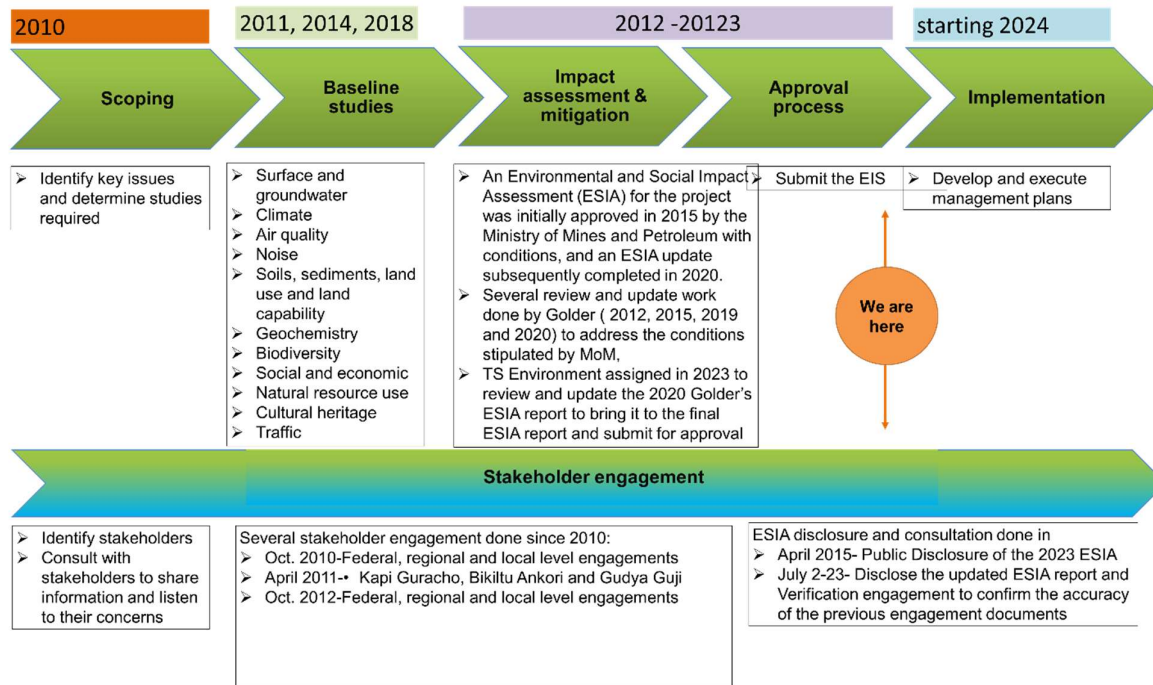 2010
2011, 2014, 2018
2012 -20123
starting 2024
Scoping
Baseline
studies
Impact
assessment &
mitigation
Approval
process
Implementation
➢ Identify key issues
and determine studies
required
➢ Surface and
groundwater
➢ Climate
➢ Air quality
➢ Noise
➢ Soils, sediments, land
use and land
capability
➢ Geochemistry
➢ Biodiversity
➢ Social and economic
➢ Natural resource use
➢ Cultural heritage
➢ Traffic
➢ An Environmental and Social Impact
Assessment (ESIA) for the project
was initially approved in 2015 by the
Ministry of Mines and Petroleum with
conditions, and an ESIA update
subsequently completed in 2020.
➢ Several review and update work
done by Golder ( 2012, 2015, 2019
and 2020) to address the conditions
stipulated by MoM,
➢ TS Environment assigned in 2023 to
review and update the 2020 Golder's
ESIA report to bring it to the final
ESIA report and submit for approval
➢ Submit the EIS
➢ Develop and execute
management plans
We are
here
Stakeholder engagement
➢ Identify stakeholders
➢ Consult with
stakeholders to share
information and listen
to their concerns
Several stakeholder engagement done since 2010:
➢ Oct. 2010-Federal, regional and local level engagements
➢ April 2011-• Kapi Guracho, Bikiltu Ankori and Gudya Guji
➢ Oct. 2012-Federal, regional and local level engagements
ESIA disclosure and consultation done in
➢ April 2015- Public Disclosure of the 2023 ESIA
➢ July 2-23- Disclose the updated ESIA report and
Verification engagement to confirm the accuracy
of the previous engagement documents